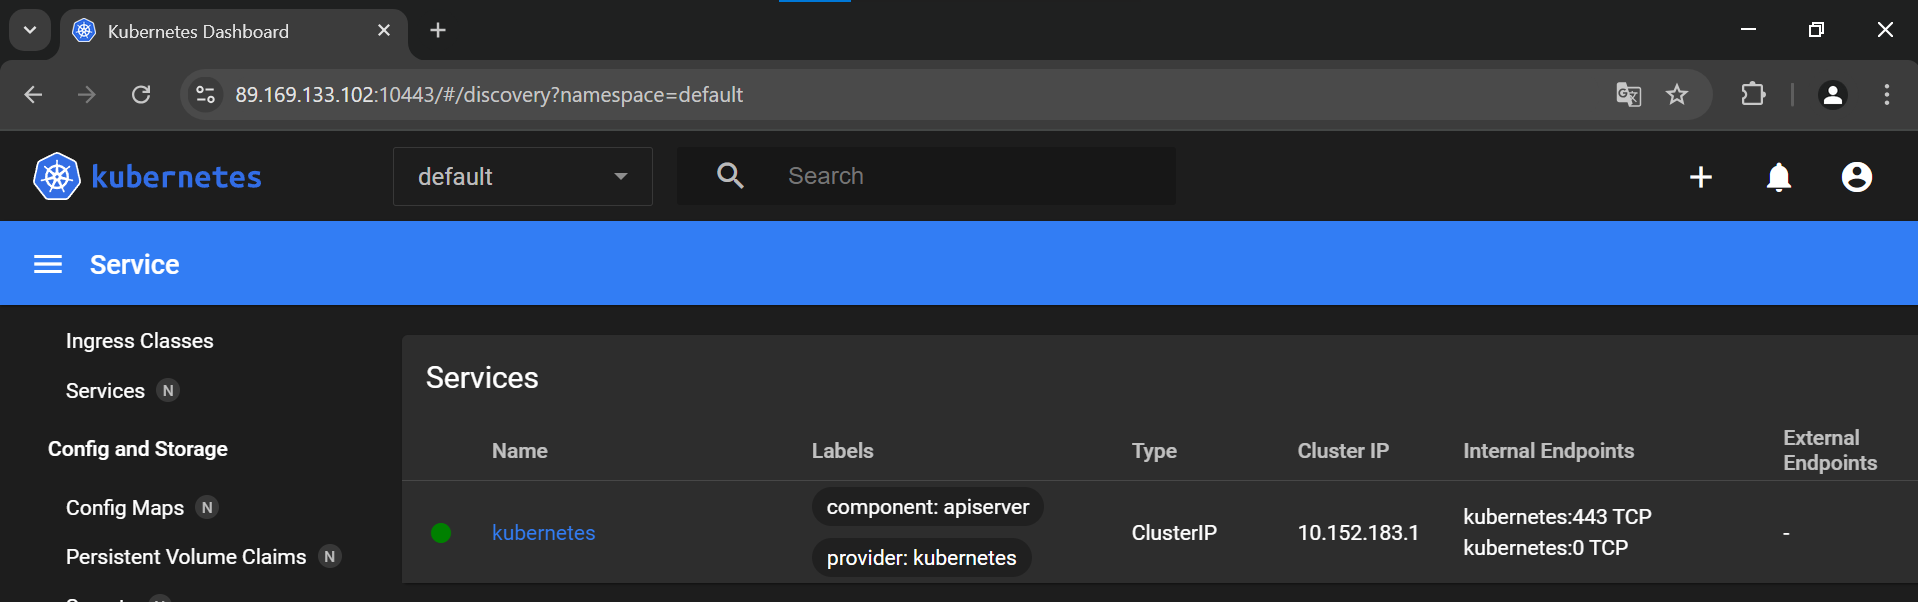 Kubernetes Dashboard
89.169.133.102:10443/#/discovery?namespace=default
kubernetes
default
Search
Service
Ingress Classes
Services N
Config and Storage
Config Maps N
Persistent Volume Claims N
Services
Name Labels Type Cluster IP Internal Endpoints External Endpoints
kubernetes
component: apiserver
provider: kubernetes
ClusterIP
10.152.183.1
kubernetes:443 TCP
kubernetes:0 TCP
-